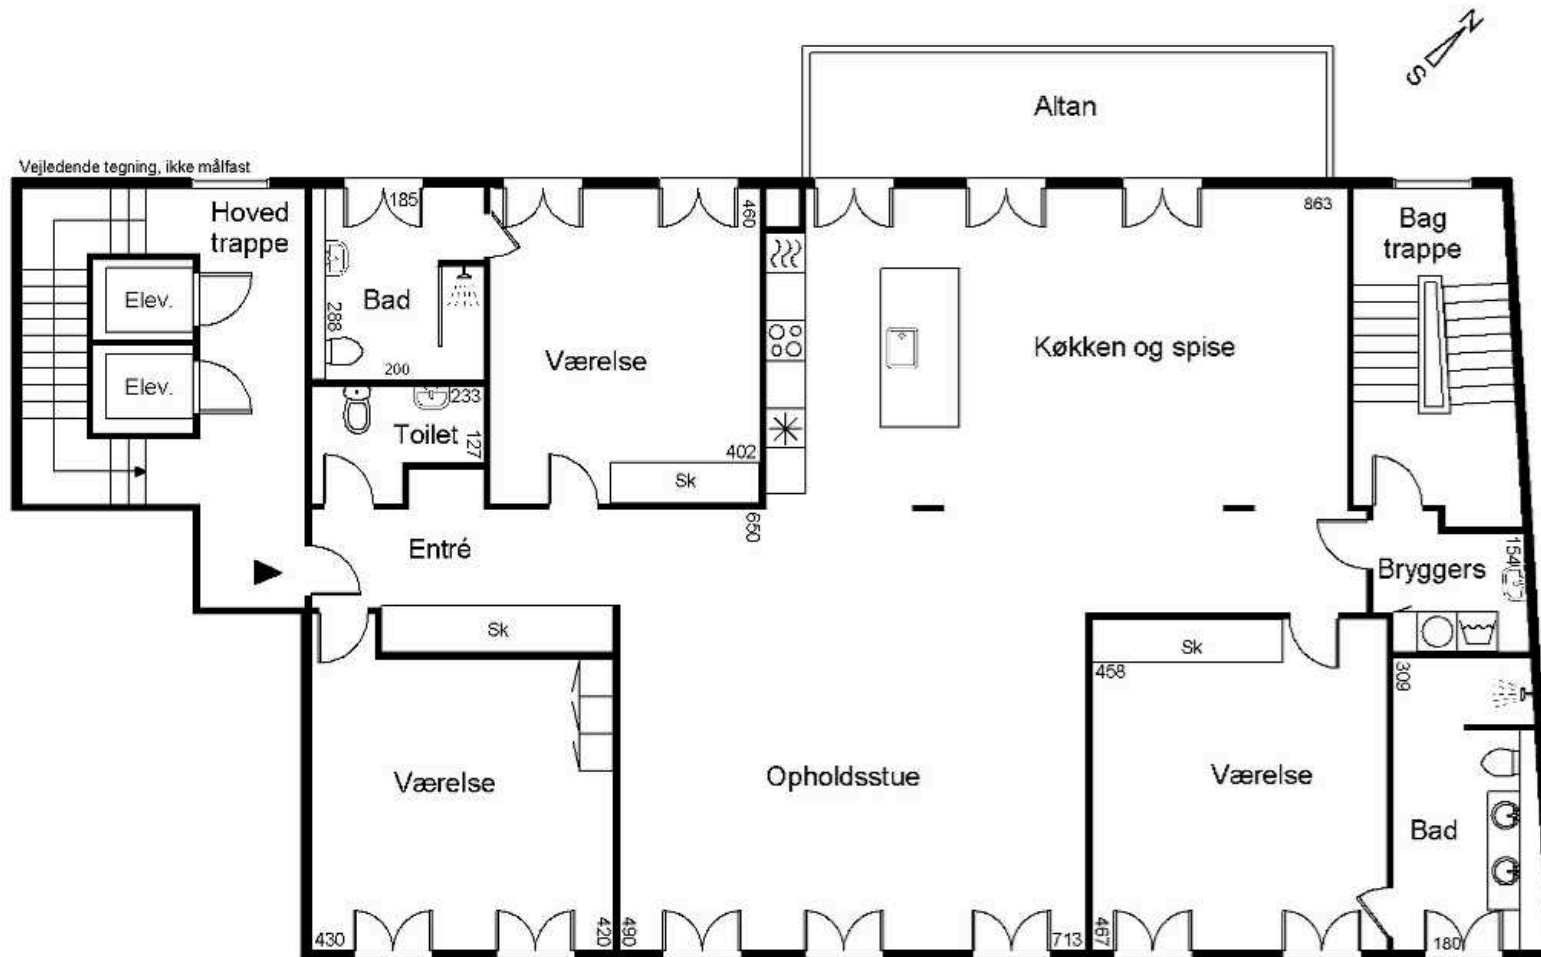 N
S
Altan
Vejledende tegning, ikke målfast
Hoved
trappe
185
460
863
Bag
trappe
Elev.
Bad
288
Elev.
200
Værelse
Køkken og spise
233
Toilet
127
402
Sk
650
Entré
154
Bryggers
Sk
Sk
458
309
Værelse
Opholdsstue
Værelse
Bad
430
420
490
713
467
180